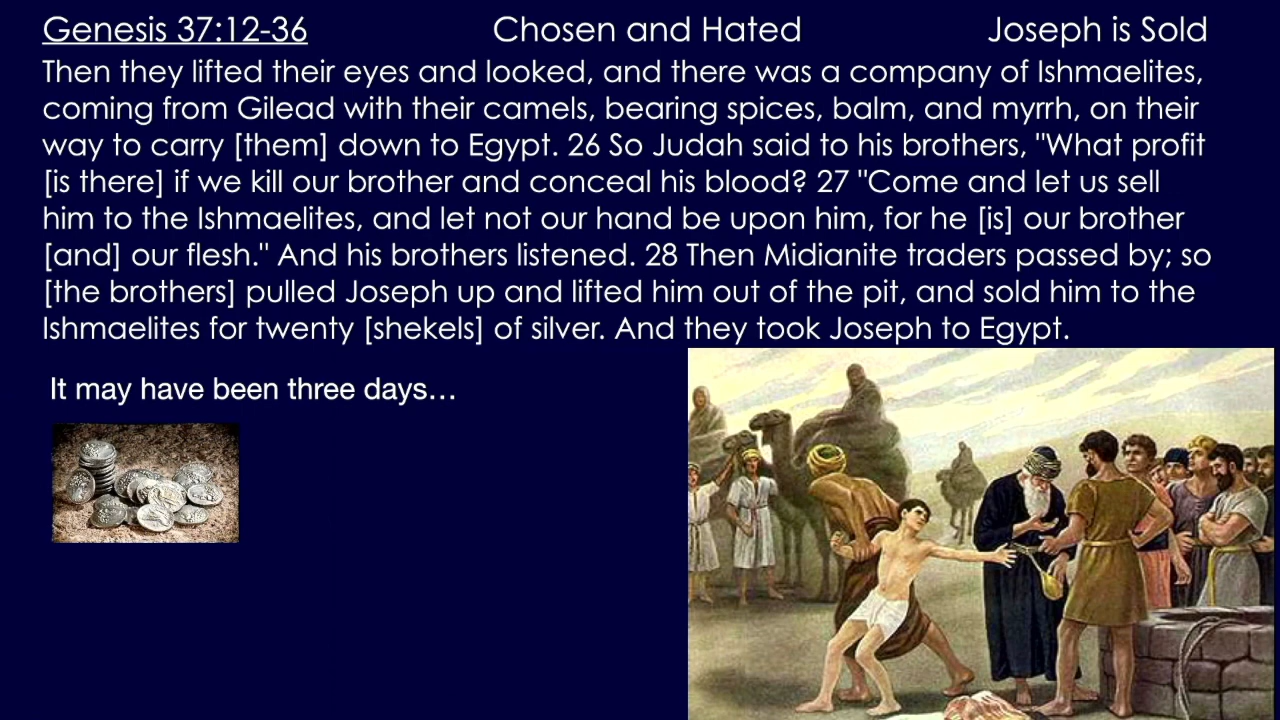 Genesis 37:12-36 Chosen and Hated Joseph is Sold
Then they lifted their eyes and looked, and there was a company of Ishmaelites,
coming from Gilead with their camels, bearing spices, balm, and myrrh, on their
way to carry [them] down to Egypt. 26 So Judah said to his brothers, "What profit
[is there] if we kill our brother and conceal his blood? 27 "Come and let us sell
him to the Ishmaelites, and let not our hand be upon him, for he [is] our brother
[and] our flesh." And his brothers listened. 28 Then Midianite traders passed by; so
[the brothers] pulled Joseph up and lifted him out of the pit, and sold him to the
Ishmaelites for twenty [shekels] of silver. And they took Joseph to Egypt.
It may have been three days…